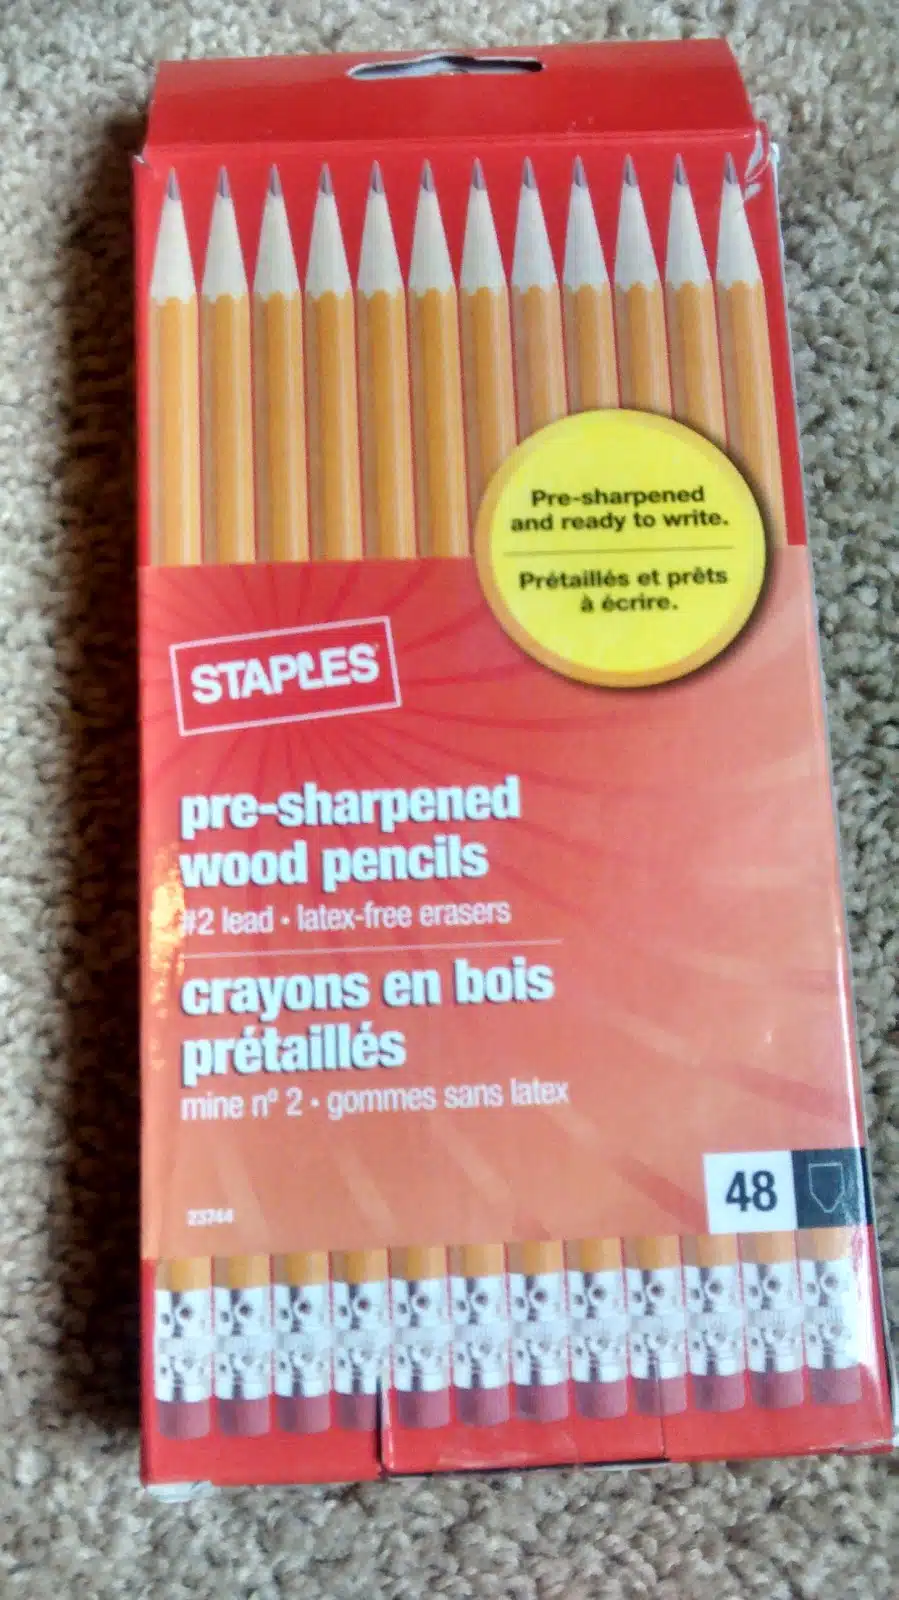 Pre-sharpened
and ready to write.
Prétaillés et prêts
à écrire.
STAPLES
pre-sharpened
wood pencils
#2 lead • latex-free erasers
crayons en bois
prétaillés
mine nº 2 • gommes sans latex
23744
48